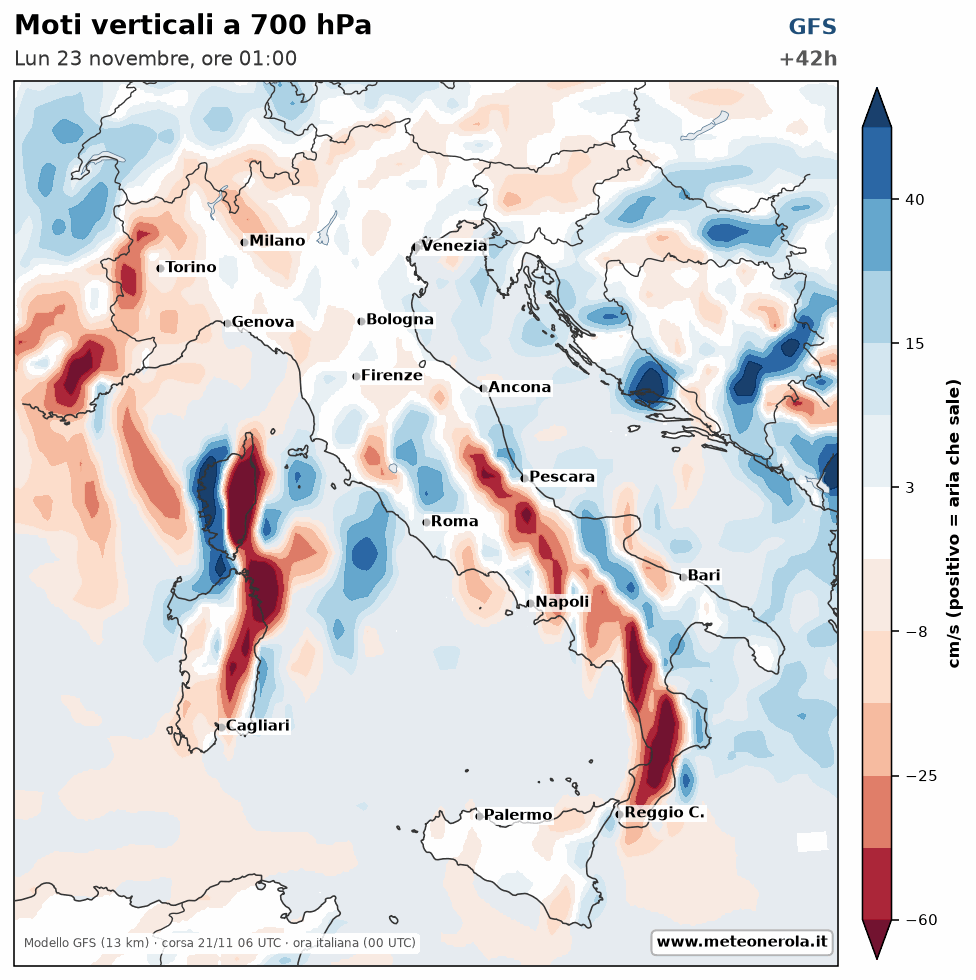 Moti verticali a 700 hPa
GFS
Lun 23 novembre, ore 01:00
+42h
Milano
Venezia
Torino
Genova
Bologna
Firenze
Ancona
Pescara
Roma
Bari
Napoli
Cagliari
Palermo
Reggio C.
40
15
3
−8
−25
−60
cm/s (positivo = aria che sale)
Modello GFS (13 km) · corsa 21/11 06 UTC · ora italiana (00 UTC)
www.meteonerola.it